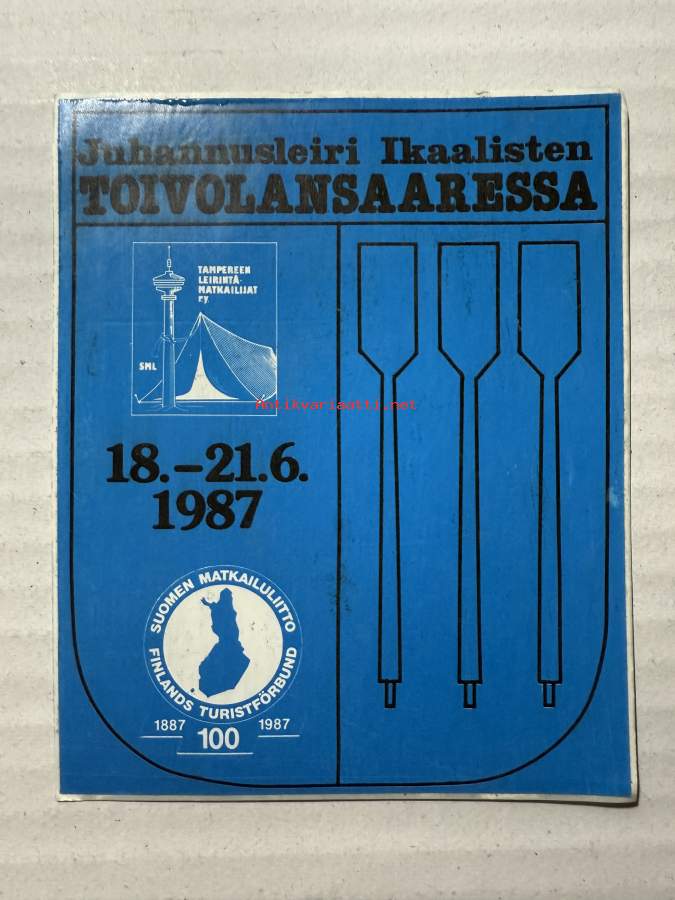 Juhannusleiri Ikaalisten
TOIVOLANSAARESSA
TAMPEREEN
LEIRINTÄ-
MATKAILIJAT
r.y.
SML
Antikvariaatti.net
18.–21.6.
1987
SUOMEN MATKAILULIITTO
FINLANDS TURISTFÖRBUND
1887 1987
100